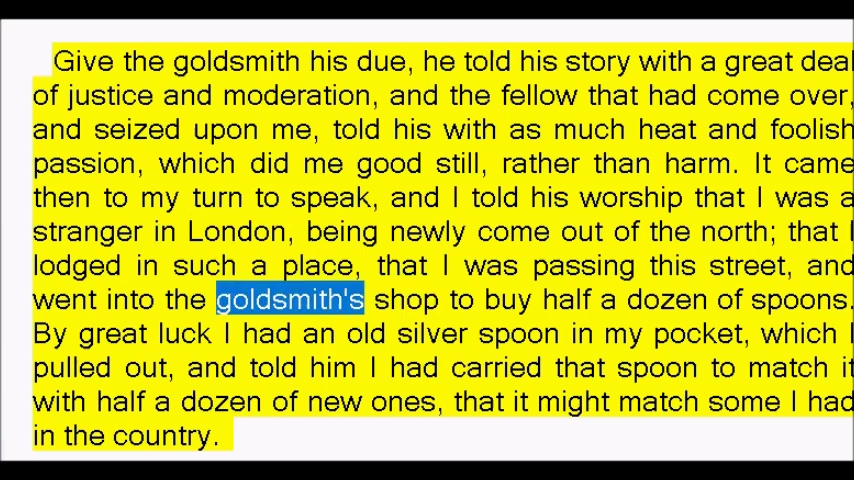 Give the goldsmith his due, he told his story with a great deal
of justice and moderation, and the fellow that had come over,
and seized upon me, told his with as much heat and foolish
passion, which did me good still, rather than harm. It came
then to my turn to speak, and I told his worship that I was a
stranger in London, being newly come out of the north; that I
lodged in such a place, that I was passing this street, and
went into the goldsmith's shop to buy half a dozen of spoons.
By great luck I had an old silver spoon in my pocket, which I
pulled out, and told him I had carried that spoon to match it
with half a dozen of new ones, that it might match some I had
in the country.